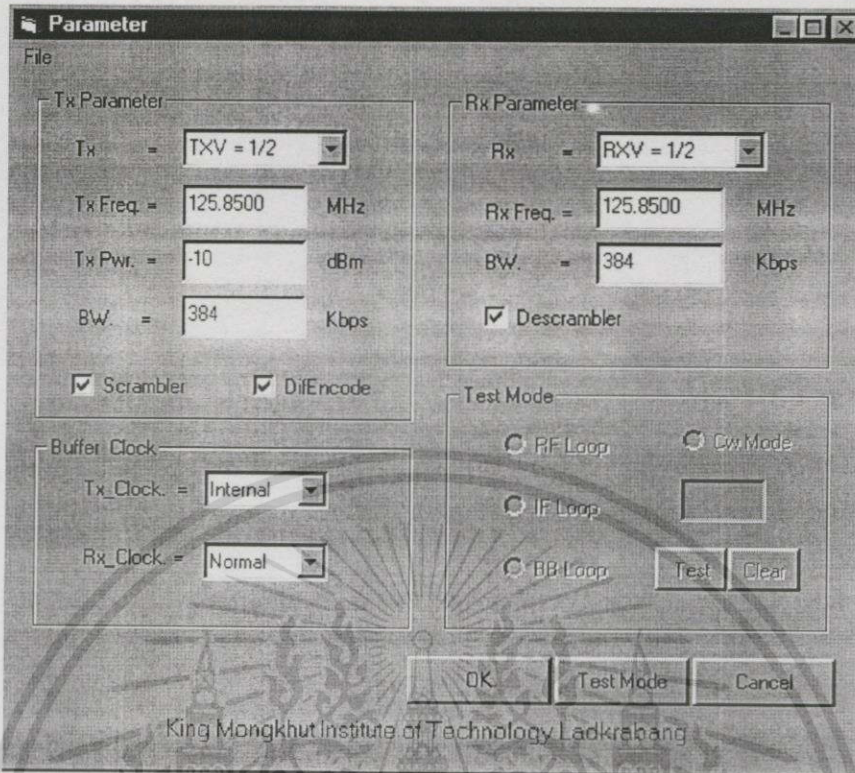 Parameter
File
Tx Parameter
Tx = TXV = 1/2
Tx Freq. = 125.8500 MHz
Tx Pwr. = -10 dBm
BW. = 384 Kbps
Scrambler DifEncode
Buffer Clock
Tx_Clock. = Internal
Rx_Clock. = Normal
Rx Parameter
Rx = RXV = 1/2
Rx Freq. = 125.8500 MHz
BW. = 384 Kbps
Descrambler
Test Mode
RF Loop Cw Mode
IF Loop
BB Loop Test Clear
OK Test Mode Cancel
King Mongkhut Institute of Technology Ladkrabang